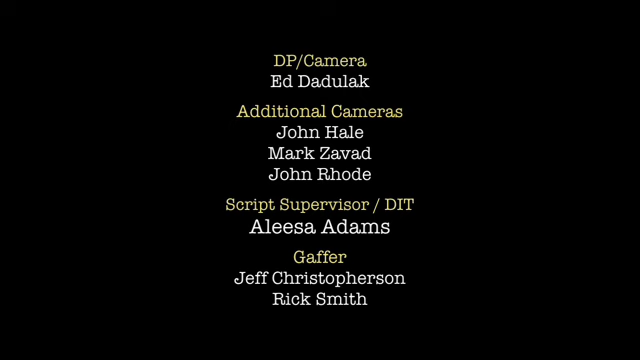 DP/Camera
Ed Dadulak
Additional Cameras
John Hale
Mark Zavad
John Rhode
Script Supervisor / DIT
Aleesa Adams
Gaffer
Jeff Christopherson
Rick Smith